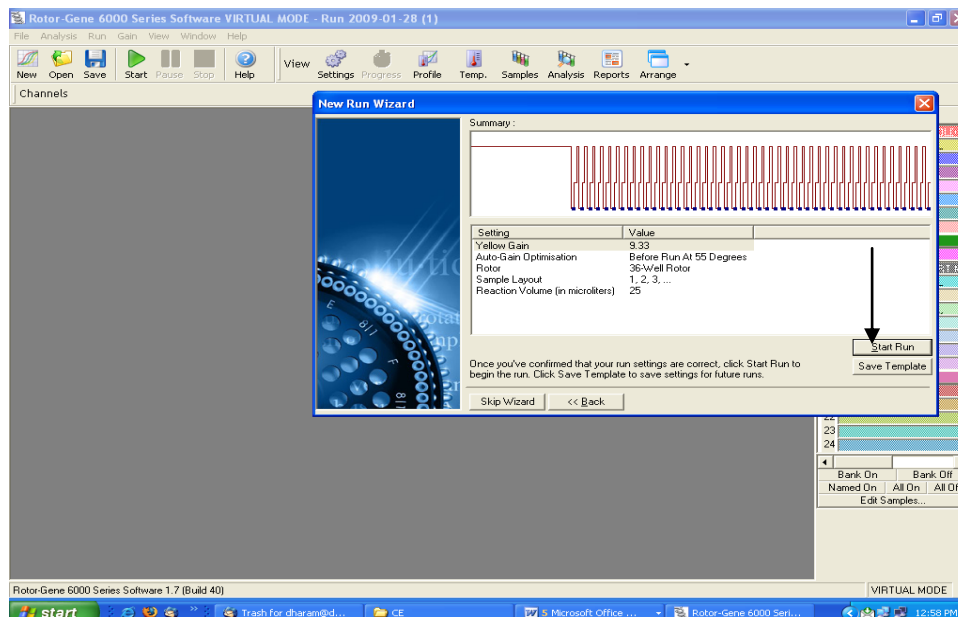 Rotor-Gene 6000 Series Software VIRTUAL MODE - Run 2009-01-28 (1)
File Analysis Run Gain View Window Help
New Open Save Start Pause Stop Help View Settings Progress Profile Temp. Samples Analysis Reports Arrange
Channels
New Run Wizard
Summary :
Setting Value
Yellow Gain 9.33
Auto-Gain Optimisation Before Run At 55 Degrees
Rotor 36-Well Rotor
Sample Layout 1, 2, 3, ...
Reaction Volume (in microliters) 25
Start Run
Once you've confirmed that your run settings are correct, click Start Run to
begin the run. Click Save Template to save settings for future runs.
Save Template
Skip Wizard << Back
22
23
24
Bank On Bank Off
Named On All On All Of
Edit Samples...
Rotor-Gene 6000 Series Software 1.7 (Build 40) VIRTUAL MODE
start Trash for dharam@d... CE 5 Microsoft Office ... Rotor-Gene 6000 Seri... 12:58 PM